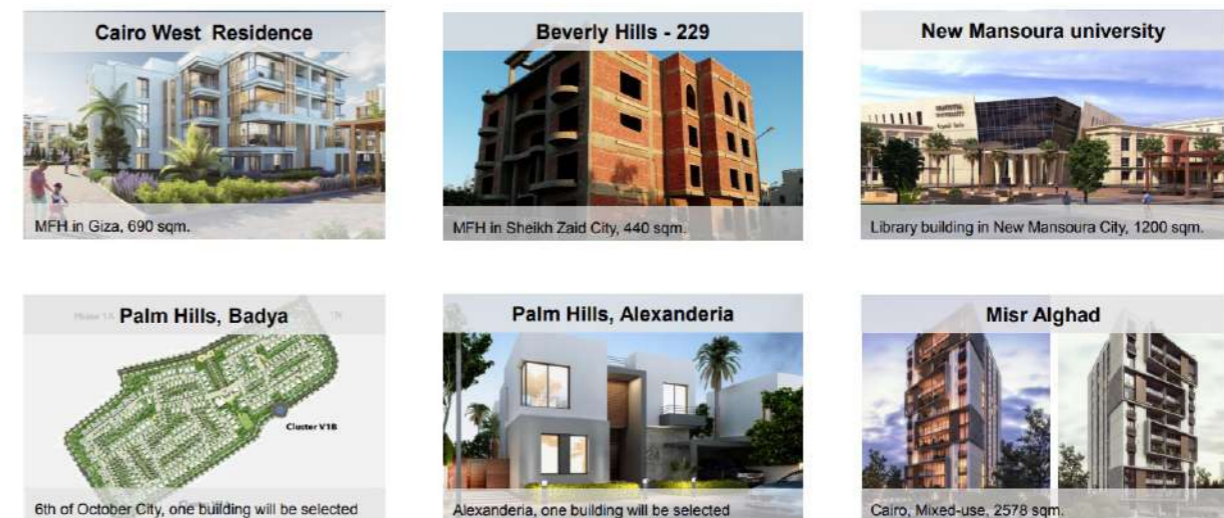 Cairo West Residence
Beverly Hills - 229
New Mansoura university
MFH in Giza, 690 sqm.
MFH in Sheikh Zaid City, 440 sqm.
Library building in New Mansoura City, 1200 sqm.
Palm Hills, Badya
Palm Hills, Alexanderia
Misr Alghad
Cluster V1B
6th of October City, one building will be selected
Alexanderia, one building will be selected
Cairo, Mixed-use, 2578 sqm.